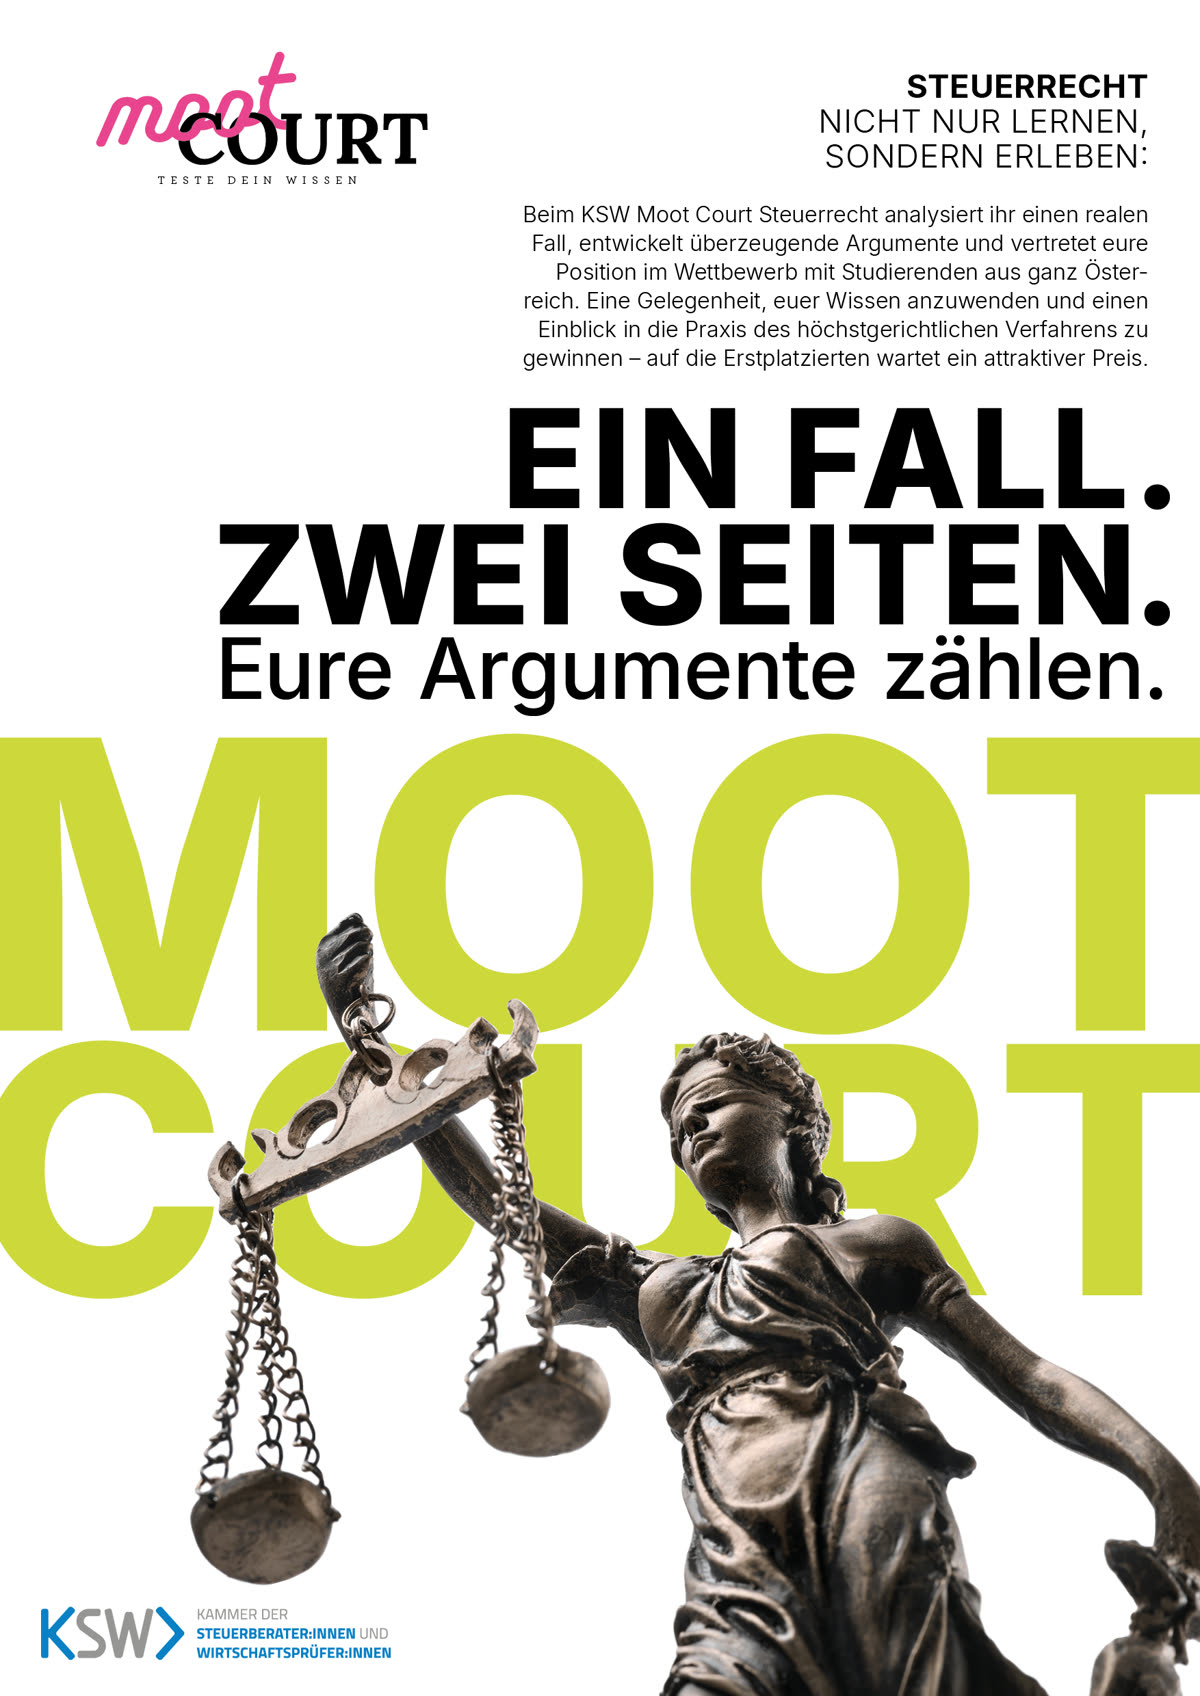 moot
COURT
TESTE DEIN WISSEN
STEUERRECHT
NICHT NUR LERNEN,
SONDERN ERLEBEN:
Beim KSW Moot Court Steuerrecht analysiert ihr einen realen
Fall, entwickelt überzeugende Argumente und vertretet eure
Position im Wettbewerb mit Studierenden aus ganz Öster-
reich. Eine Gelegenheit, euer Wissen anzuwenden und einen
Einblick in die Praxis des höchstgerichtlichen Verfahrens zu
gewinnen – auf die Erstplatzierten wartet ein attraktiver Preis.
EIN FALL.
ZWEI SEITEN.
Eure Argumente zählen.
MOOT
COURT
KSW
KAMMER DER
STEUERBERATER:INNEN UND
WIRTSCHAFTSPRÜFER:INNEN